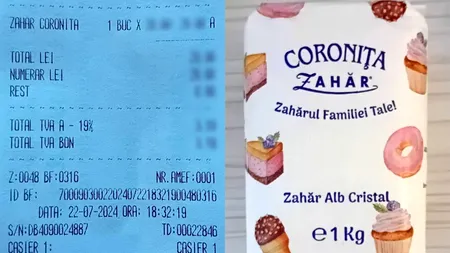 ZAHAR CORONITA 1 BUC X A
TOTAL LEI
NUMERAR LEI
REST
TOTAL TVA A - 19%
TOTAL TVA BON
Z:0048 BF:0316 NR.AMEF:0001
ID BF: 70009030022024072218321900480316
DATA: 22-07-2024 ORA: 18:32:19
S/N:DB4090024887 TD:00022846
CASIER 1: CASIER 1
CORONIȚA
ZAHĂR
Zahărul Familiei Tale!
Zahăr Alb Cristal
℮ 1 Kg